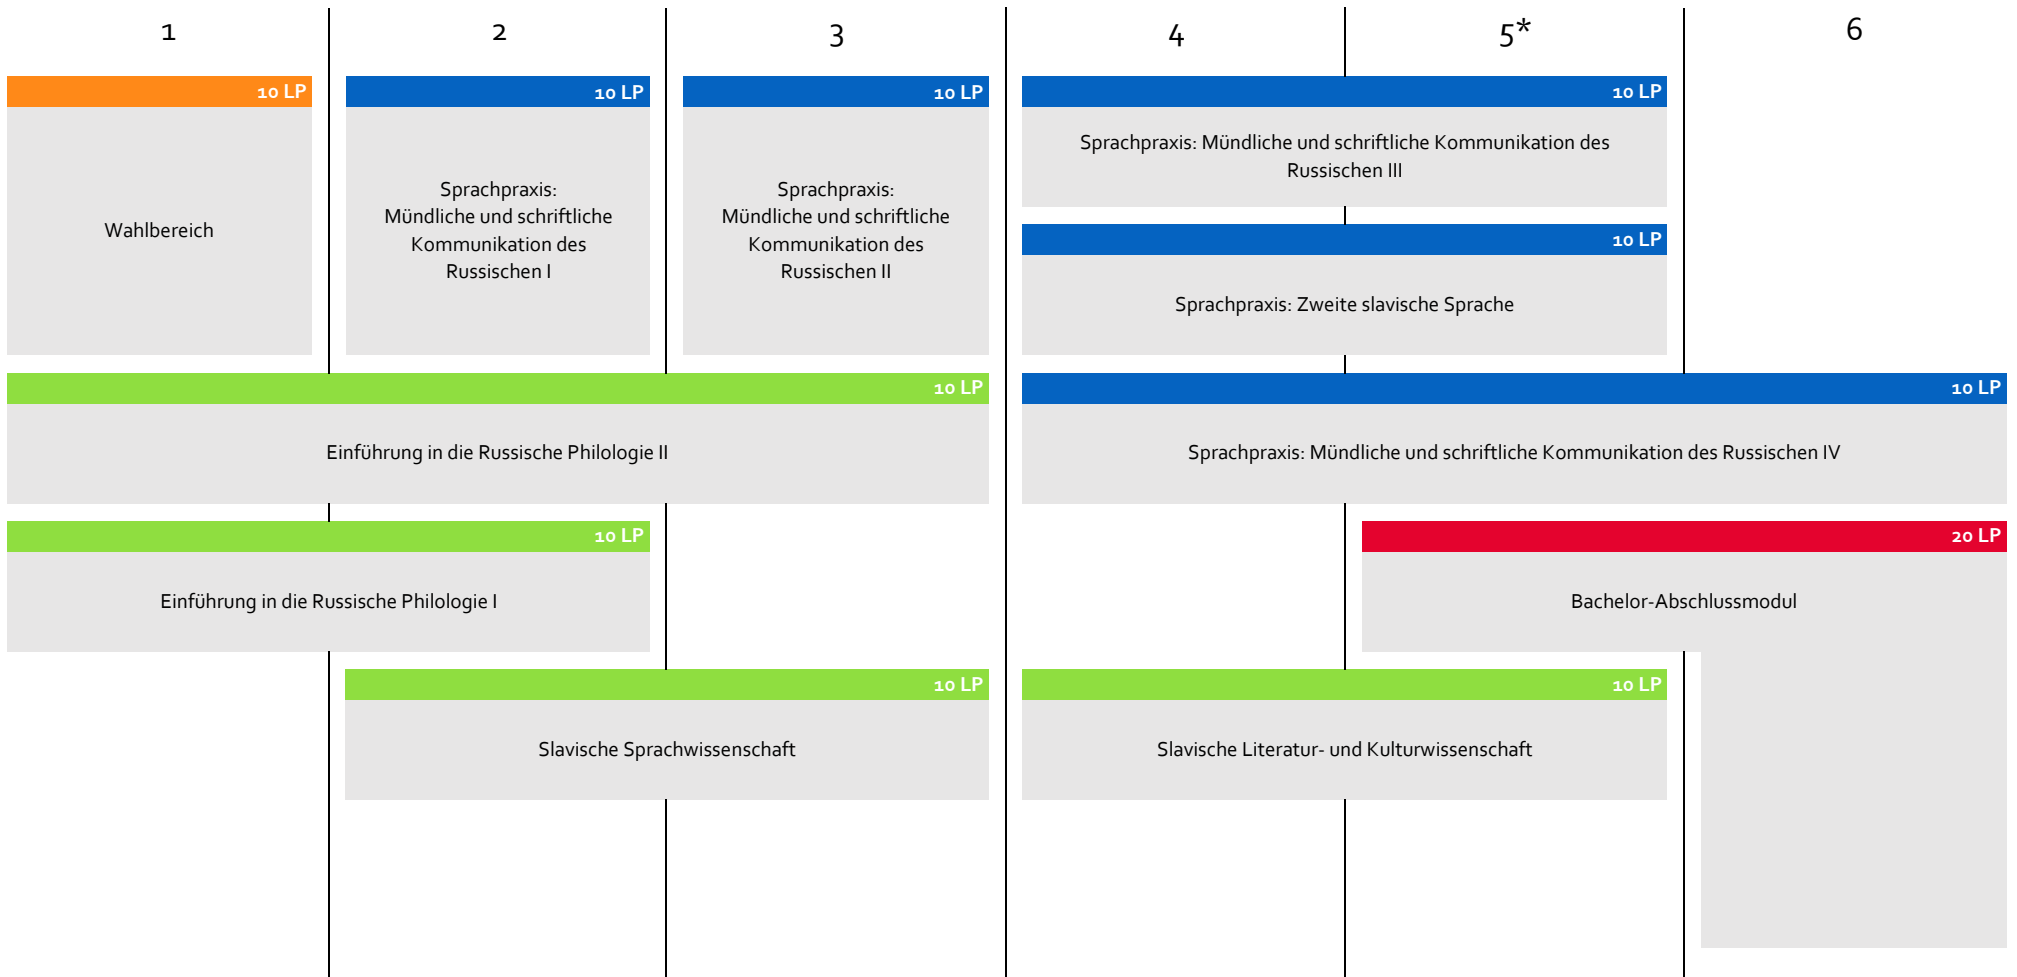 1
2
3
4
5*
6
10 LP
10 LP
10 LP
10 LP
Wahlbereich
Sprachpraxis:
Mündliche und schriftliche
Kommunikation des
Russischen I
Sprachpraxis:
Mündliche und schriftliche
Kommunikation des
Russischen II
Sprachpraxis: Mündliche und schriftliche Kommunikation des
Russischen III
10 LP
Sprachpraxis: Zweite slavische Sprache
10 LP
Einführung in die Russische Philologie II
10 LP
Sprachpraxis: Mündliche und schriftliche Kommunikation des Russischen IV
10 LP
Einführung in die Russische Philologie I
20 LP
Bachelor-Abschlussmodul
10 LP
Slavische Sprachwissenschaft
10 LP
Slavische Literatur- und Kulturwissenschaft